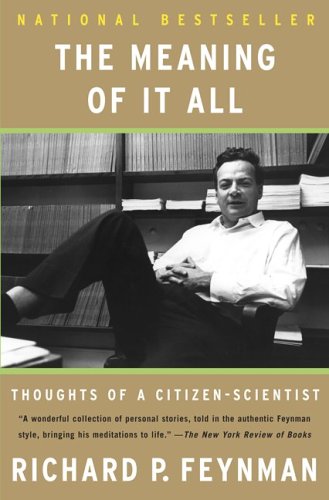 NATIONAL BESTSELLER
THE MEANING
OF IT ALL
THOUGHTS OF A CITIZEN-SCIENTIST
"A wonderful collection of personal stories, told in the authentic Feynman
style, bringing his meditations to life." —The New York Review of Books
RICHARD P. FEYNMAN